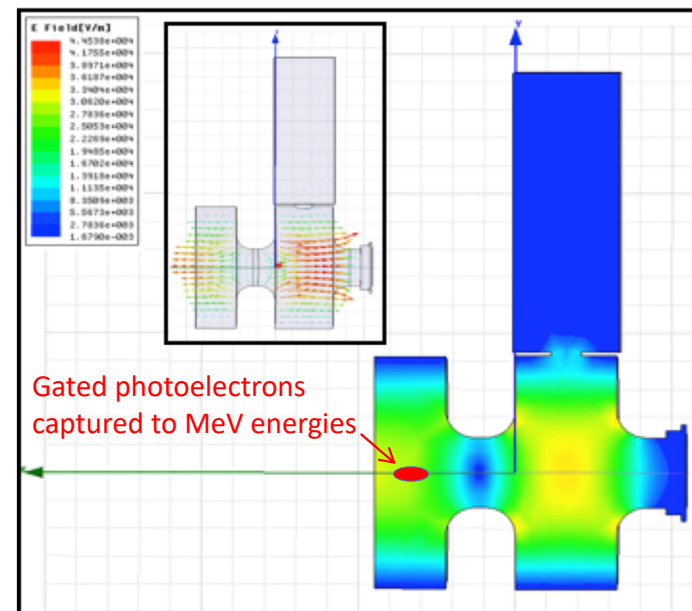 E Field[V/m]
4.4538e+004
4.1755e+004
3.8971e+004
3.6187e+004
3.3404e+004
3.0620e+004
2.7836e+004
2.5053e+004
2.2269e+004
1.9485e+004
1.6702e+004
1.3918e+004
1.1135e+004
8.3509e+003
5.5673e+003
2.7836e+003
1.6790e-003
Y
Gated photoelectrons
captured to MeV energies